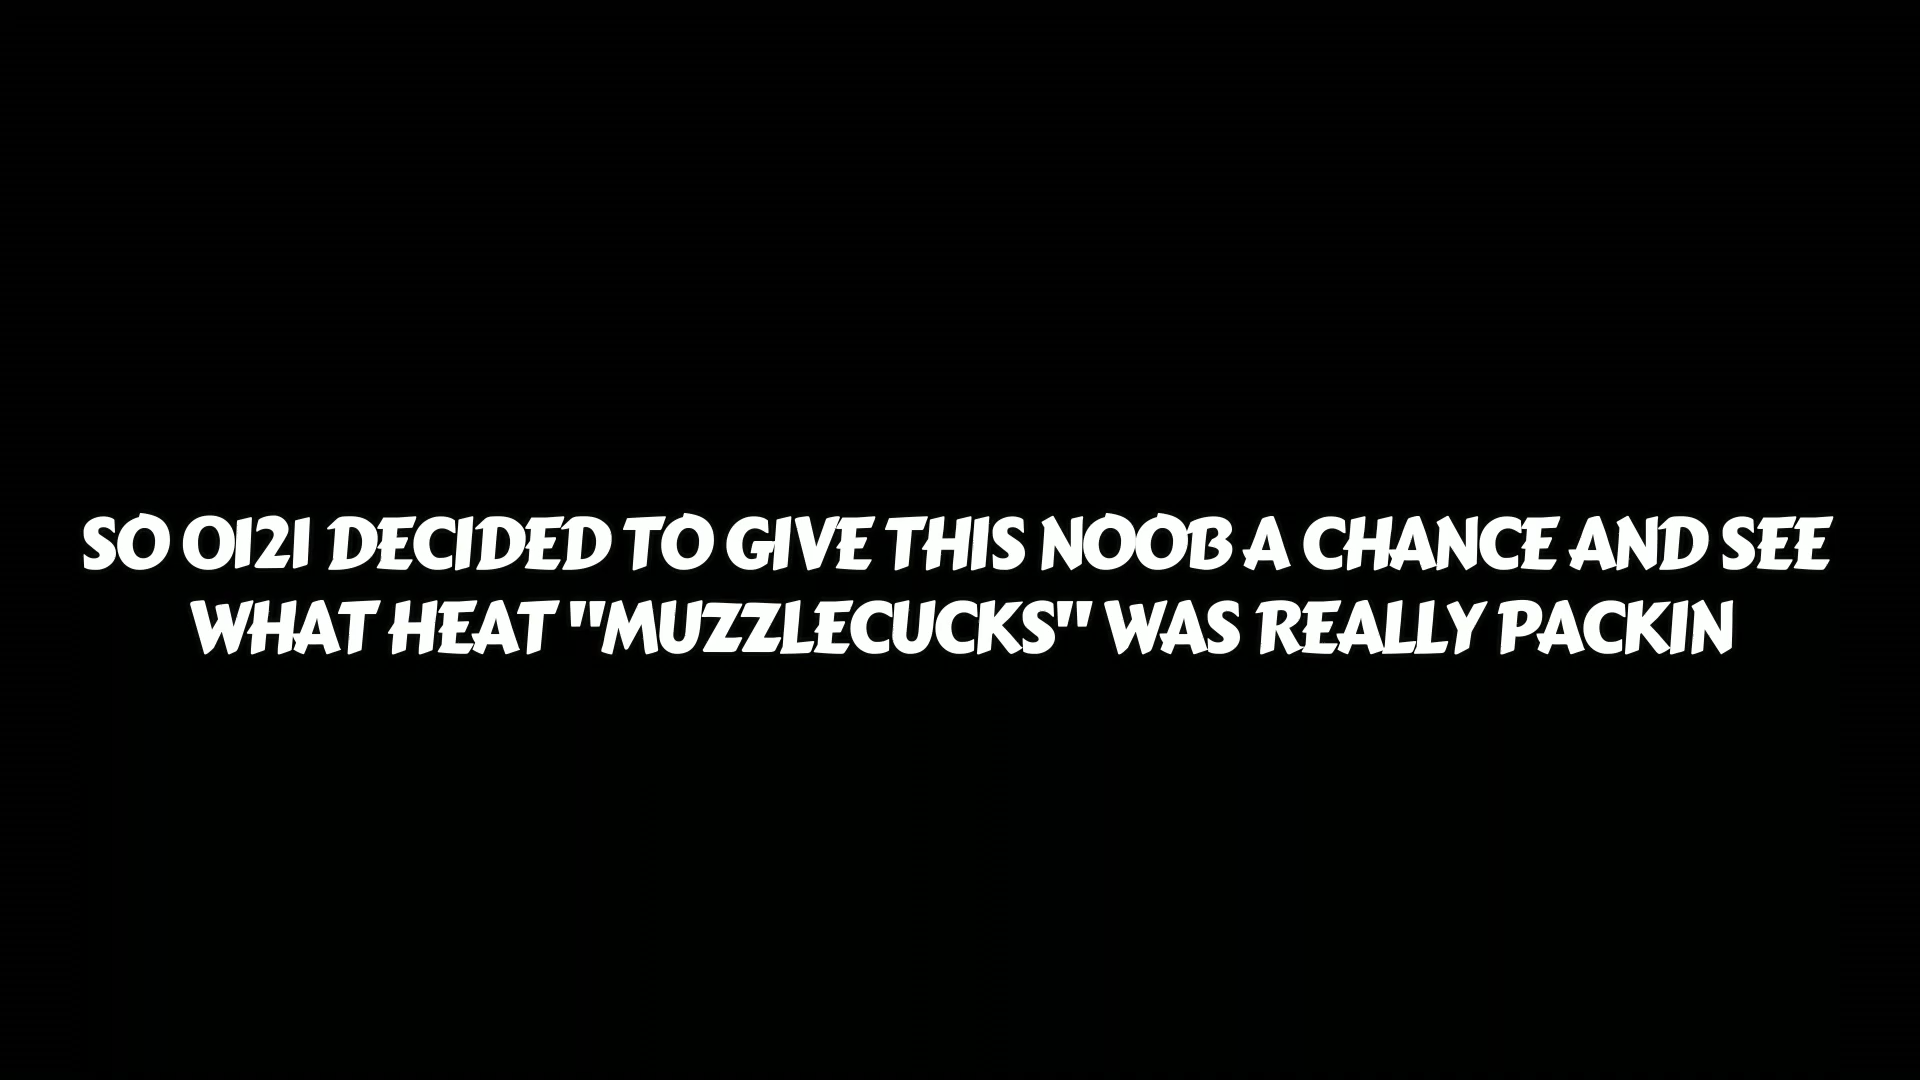 SO 0121 DECIDED TO GIVE THIS NOOB A CHANCE AND SEE
WHAT HEAT "MUZZLECUCKS" WAS REALLY PACKIN